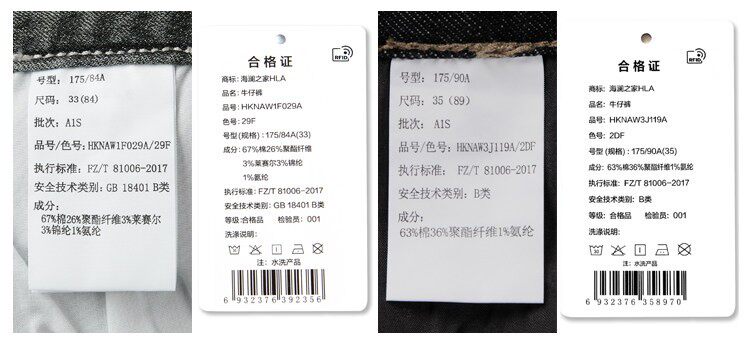 号型：175/84A
尺码：33(84)
批次：A1S
品号/色号：HKNAW1F029A/29F
执行标准：FZ/T 81006-2017
安全技术类别：GB 18401 B类
成分：
67%棉26%聚酯纤维3%莱赛尔
3%锦纶1%氨纶
RFID
合格证
商标：海澜之家HLA
品名：牛仔裤
品号：HKNAW1F029A
色号：29F
号型(规格)：175/84A(33)
成分：67%棉26%聚酯纤维
3%莱赛尔3%锦纶
1%氨纶
执行标准：FZ/T 81006-2017
安全技术类别：GB 18401 B类
等级：合格品 检验员：001
洗涤说明：
注：水洗产品
6 932376 392356
号型：175/90A
尺码：35（89）
批次：A1S
品号/色号：HKNAW3J119A/2DF
执行标准：FZ/T 81006-2017
安全技术类别：B类
成分：
63%棉36%聚酯纤维1%氨纶
RFID
合格证
商标：海澜之家HLA
品名：牛仔裤
品号：HKNAW3J119A
色号：2DF
号型（规格）：175/90A(35)
成分：63%棉36%聚酯纤维1%氨纶
执行标准：FZ/T 81006-2017
安全技术类别：B类
等级：合格品 检验员：001
洗涤说明：
30
注：水洗产品
6 932376 358970